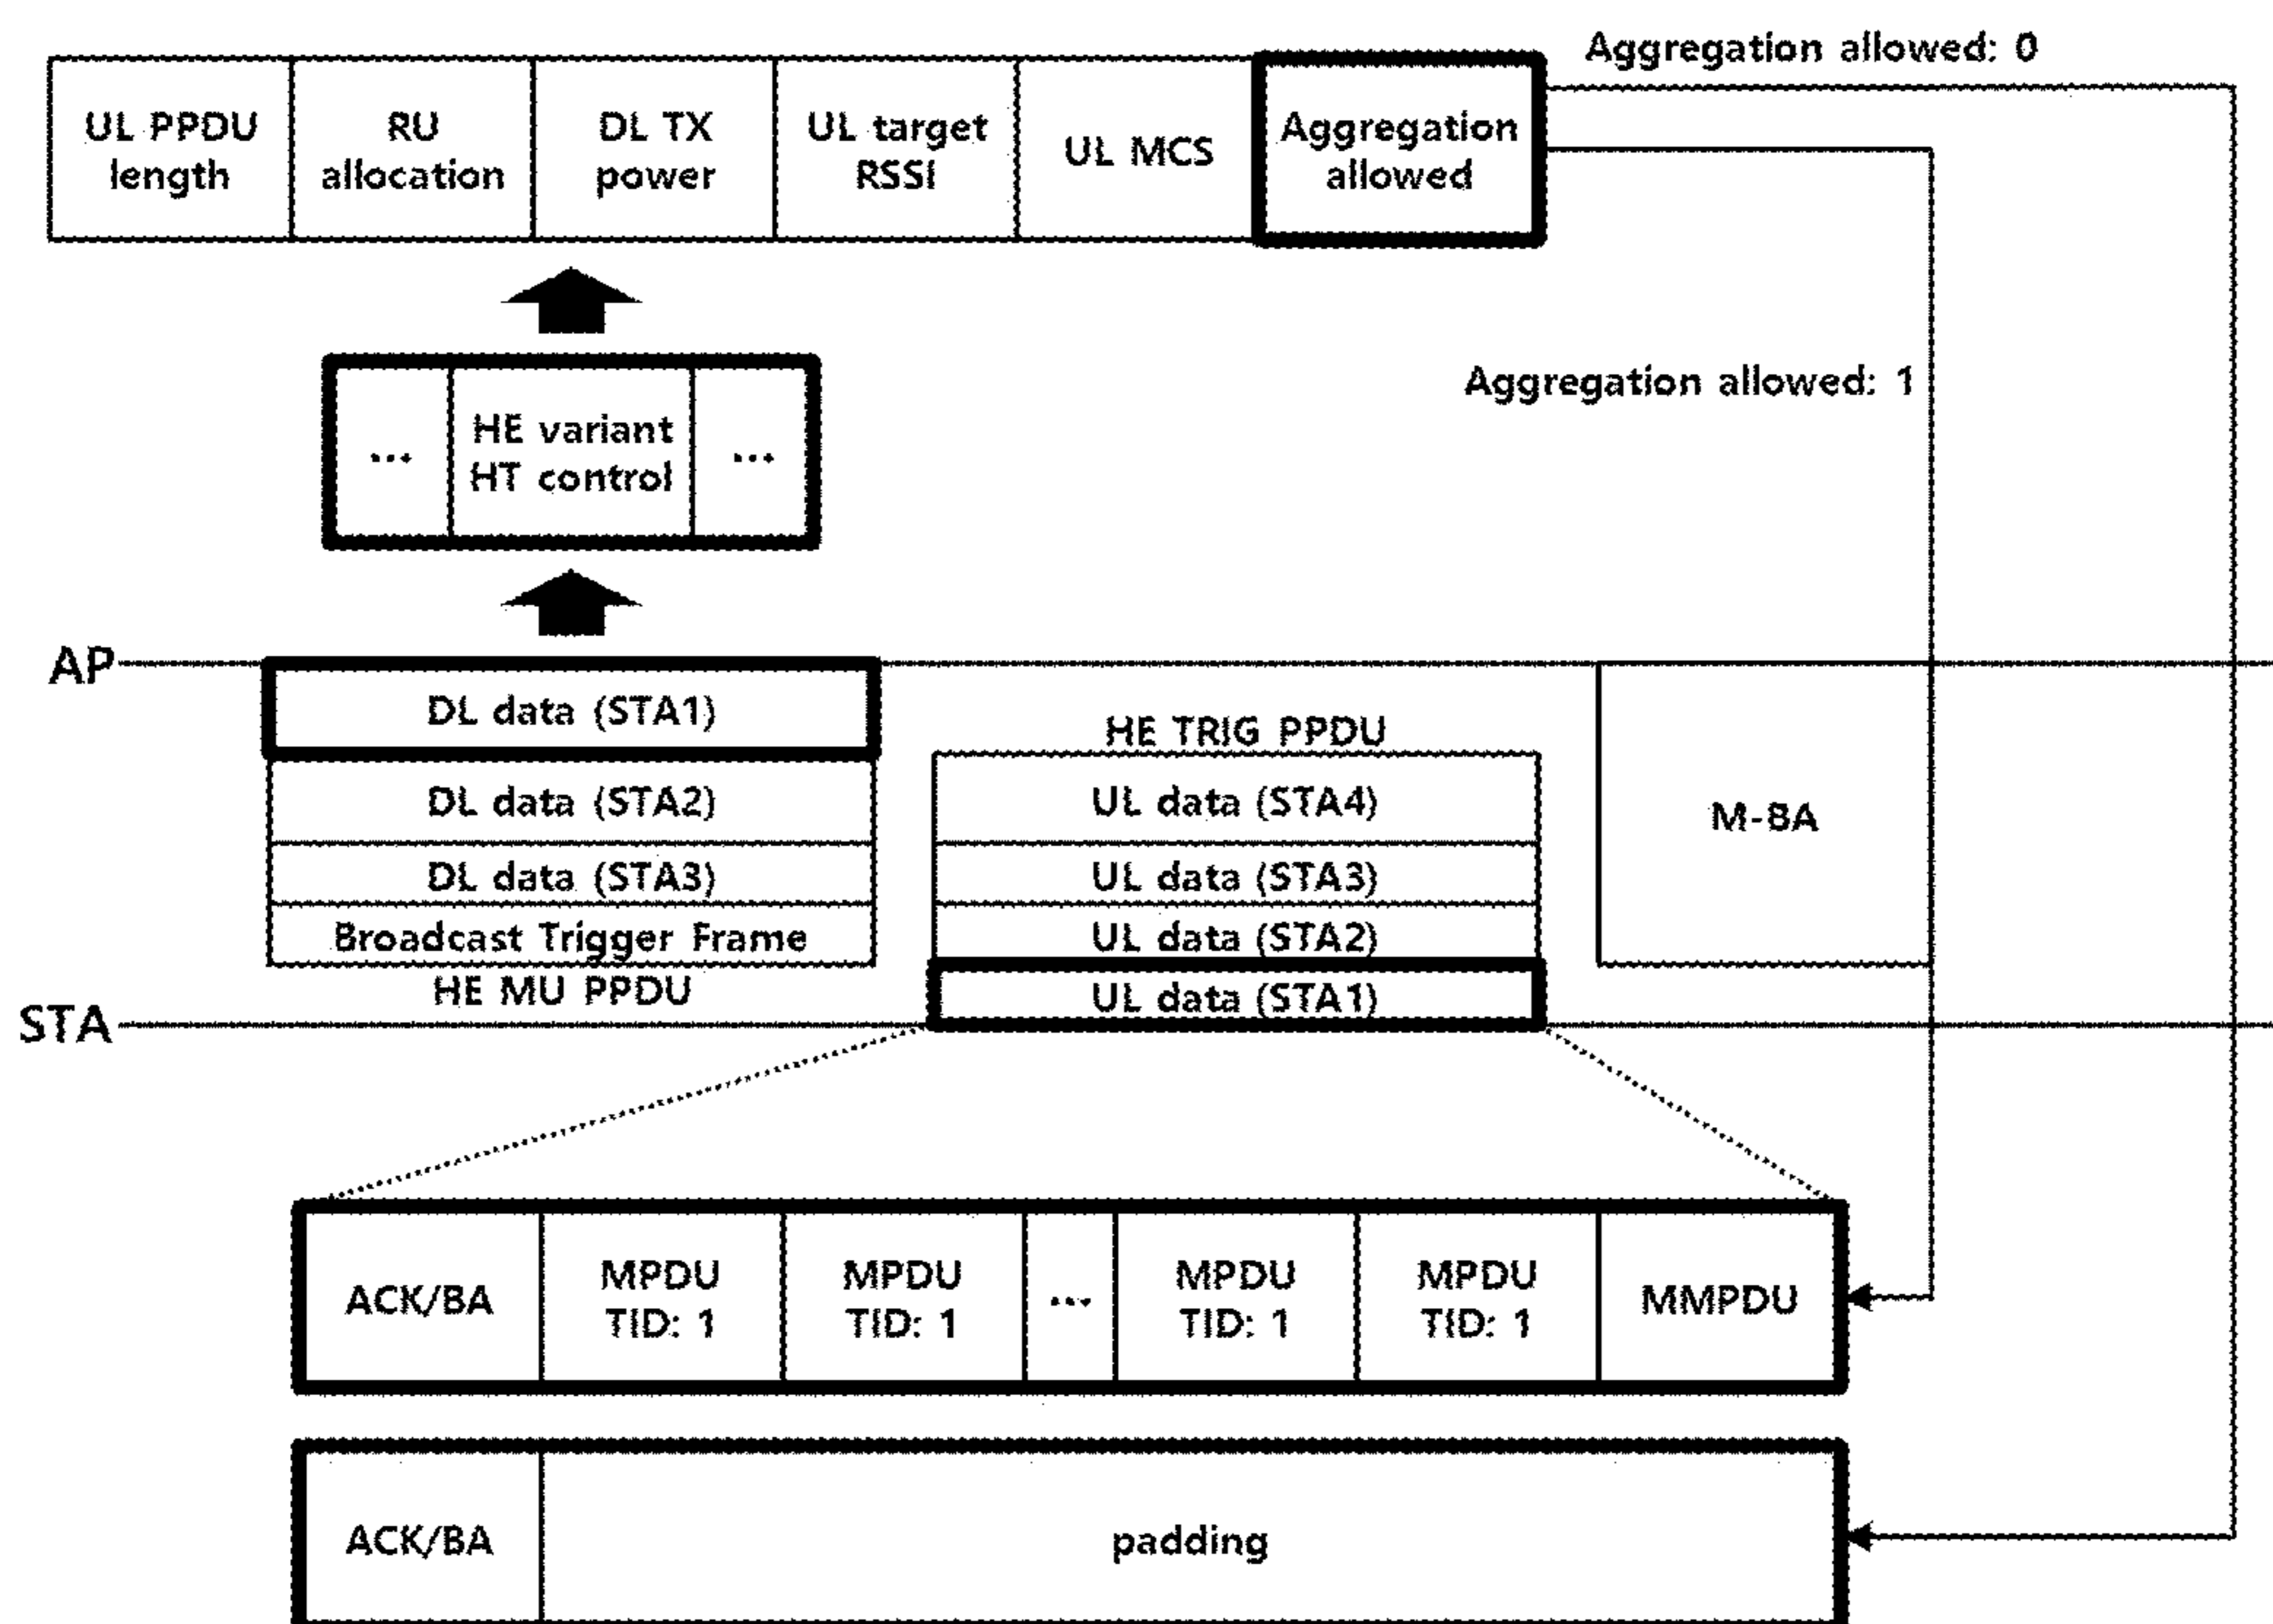 Aggregation allowed: 0
UL PPDU
length
RU
allocation
DL TX
power
UL target
RSSI
UL MCS
Aggregation
allowed
Aggregation allowed: 1
...
HE variant
HT control
...
AP
DL data (STA1)
DL data (STA2)
DL data (STA3)
Broadcast Trigger Frame
HE MU PPDU
HE TRIG PPDU
UL data (STA4)
UL data (STA3)
UL data (STA2)
UL data (STA1)
M-BA
STA
ACK/BA
MPDU
TID: 1
MPDU
TID: 1
...
MPDU
TID: 1
MPDU
TID: 1
MMPDU
ACK/BA
padding